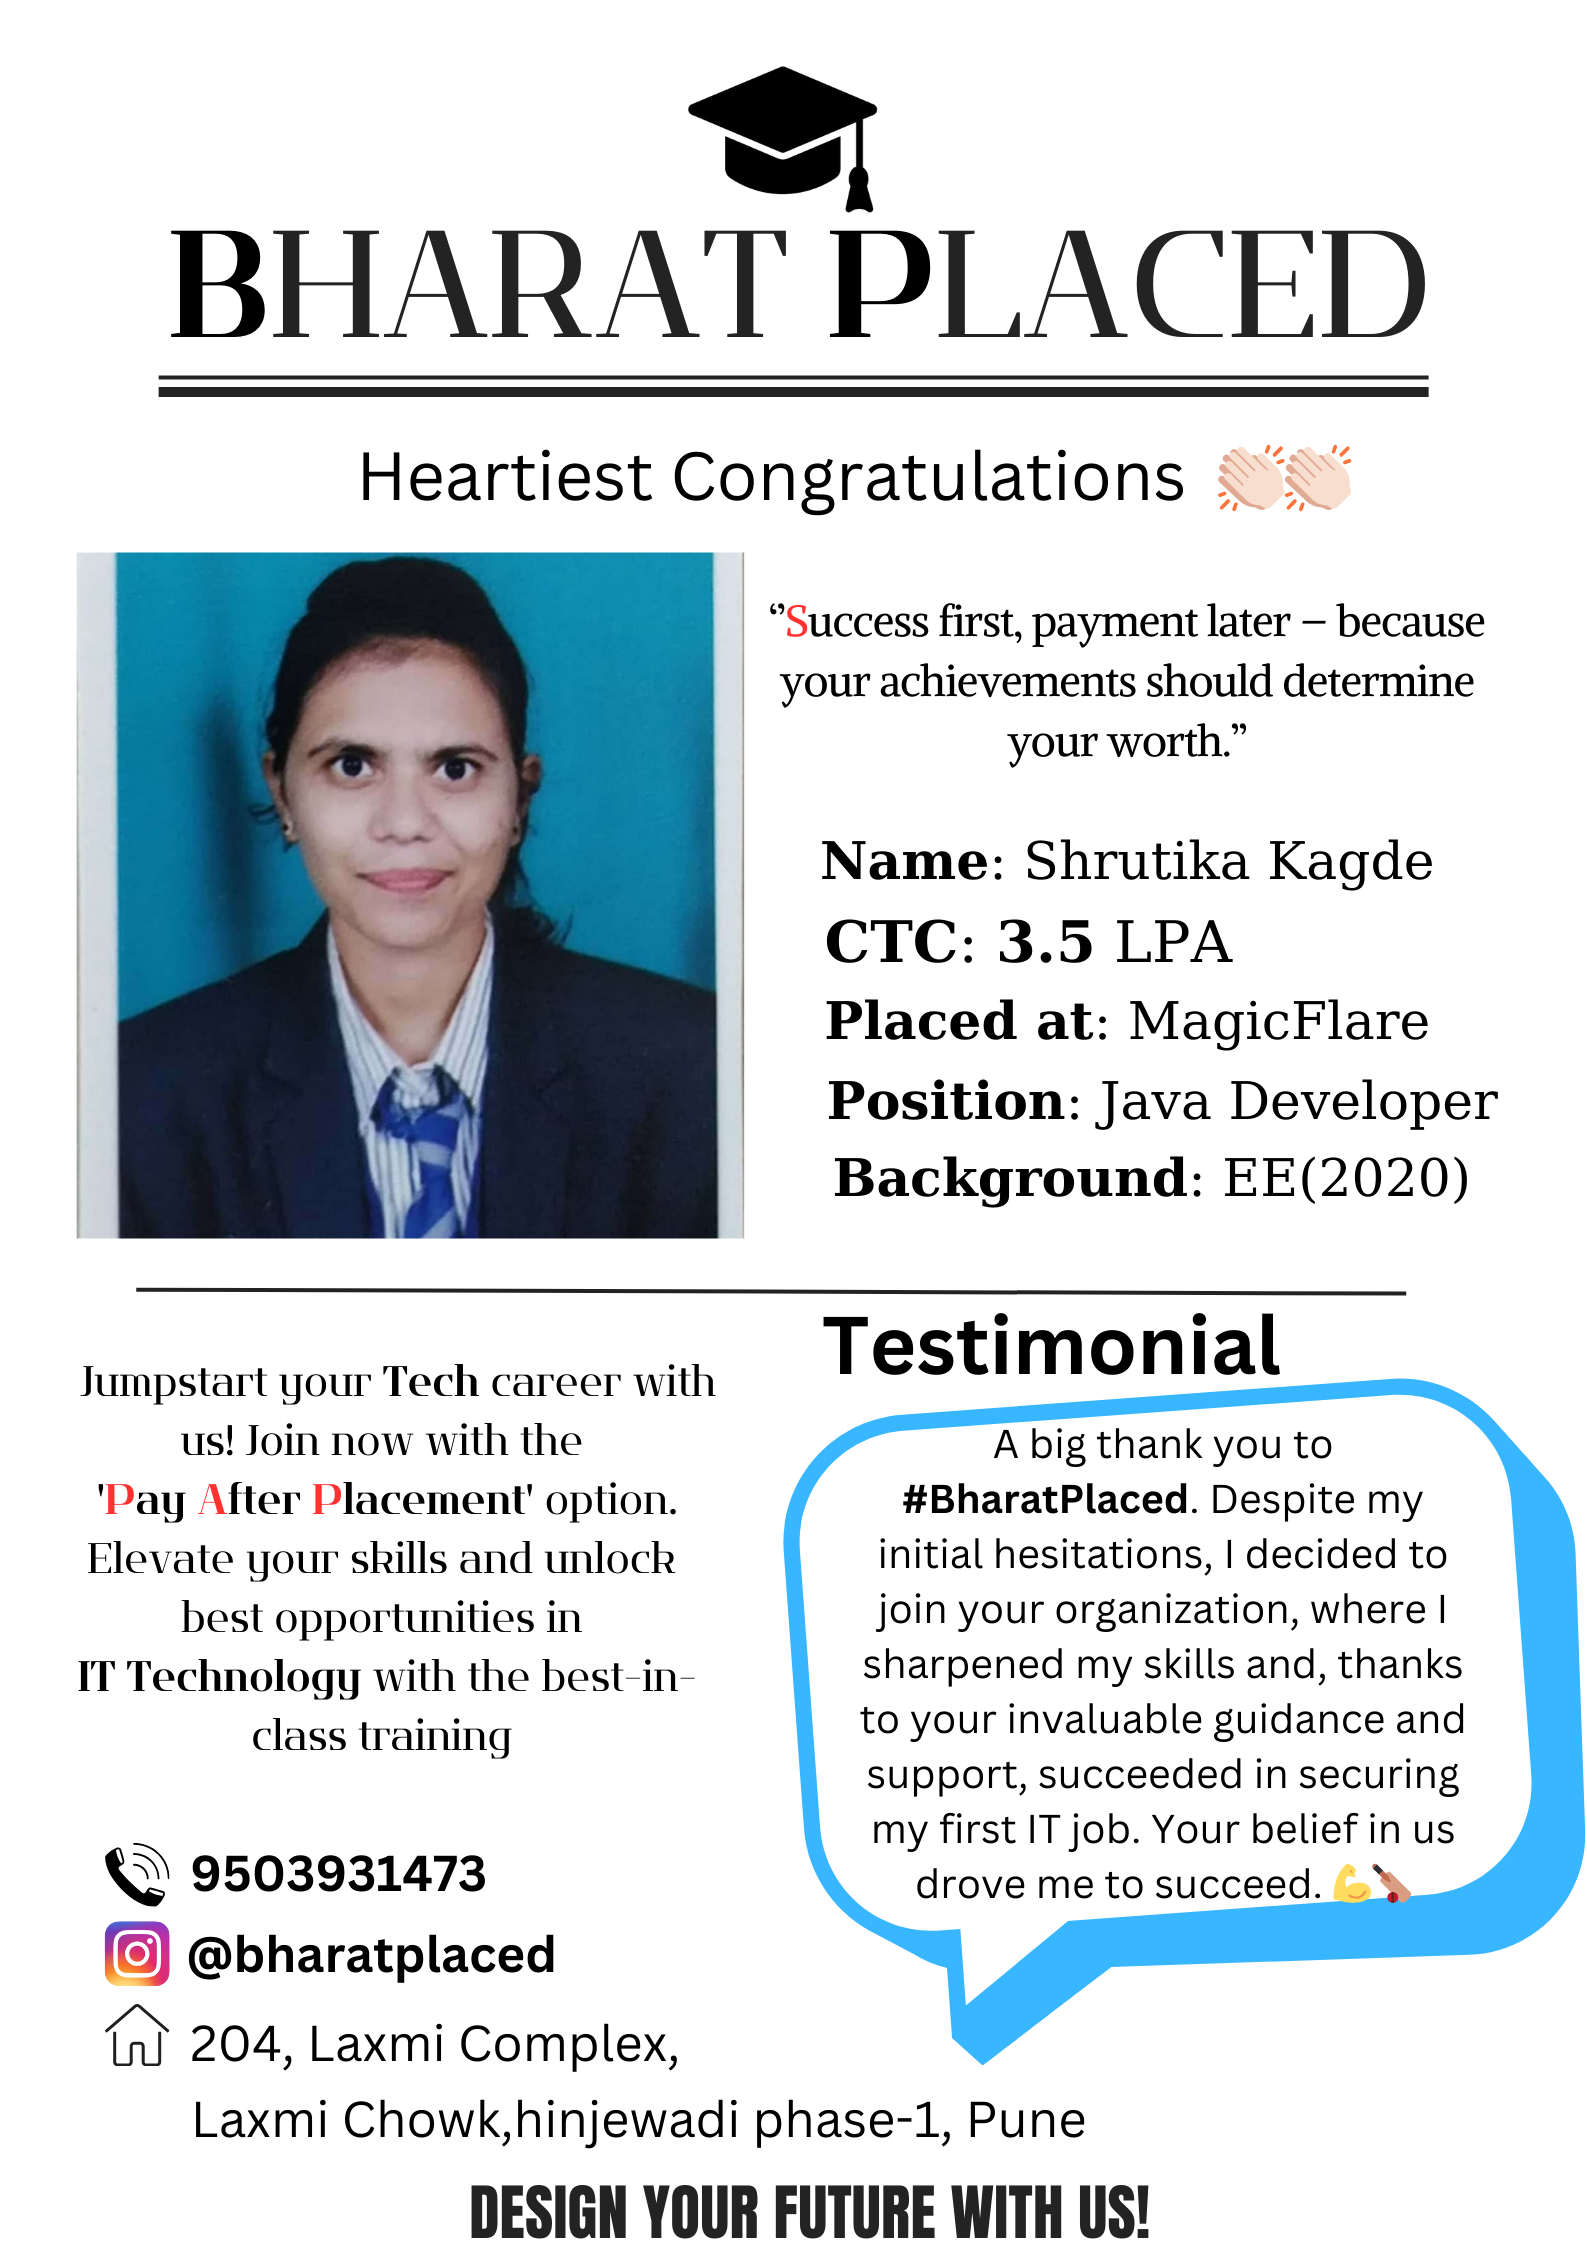 BHARAT PLACED
Heartiest Congratulations 👏🏻👏🏻
“Success first, payment later – because
your achievements should determine
your worth.”
Name: Shrutika Kagde
CTC: 3.5 LPA
Placed at: MagicFlare
Position: Java Developer
Background: EE(2020)
Jumpstart your Tech career with
us! Join now with the
'Pay After Placement' option.
Elevate your skills and unlock
best opportunities in
IT Technology with the best-in-
class training
Testimonial
A big thank you to
#BharatPlaced. Despite my
initial hesitations, I decided to
join your organization, where I
sharpened my skills and, thanks
to your invaluable guidance and
support, succeeded in securing
my first IT job. Your belief in us
drove me to succeed. 💪🏏
9503931473
@bharatplaced
204, Laxmi Complex,
Laxmi Chowk,hinjewadi phase-1, Pune
DESIGN YOUR FUTURE WITH US!